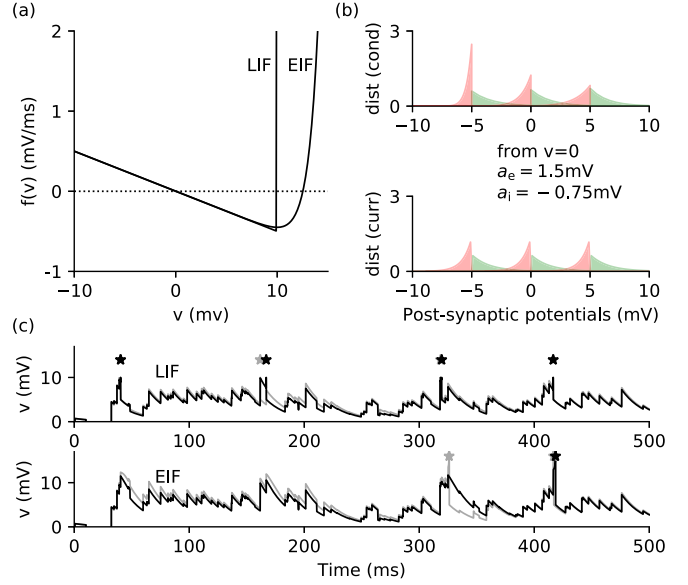 (a)
2
1
0
-1
f(v) (mV/ms)
LIF EIF
-10
0
10
v (mv)
(b)
3
0
dist (cond)
−10 −5 0 5 10
from v=0
aₑ = 1.5mV
aᵢ = −0.75mV
3
0
dist (curr)
−10 −5 0 5 10
Post-synaptic potentials (mV)
(c)
10
0
v (mV)
LIF
0 100 200 300 400 500
10
0
v (mV)
EIF
0 100 200 300 400 500
Time (ms)